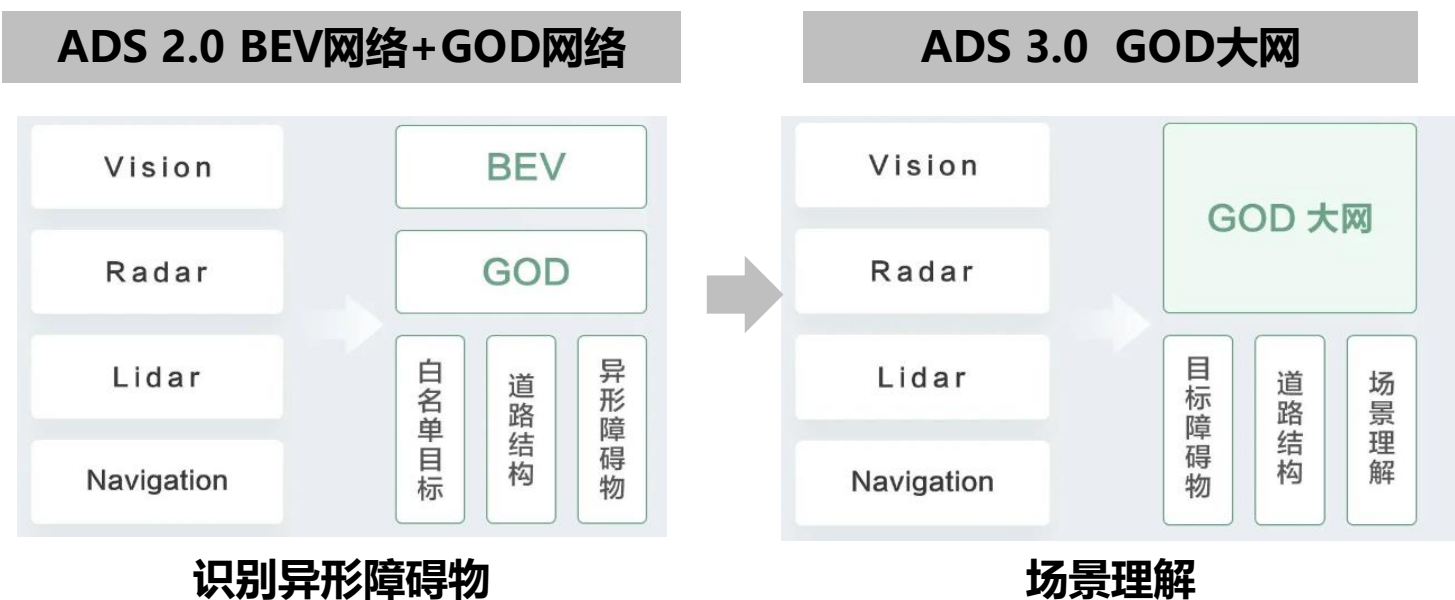 ADS 2.0 BEV网络+GOD网络
Vision
Radar
Lidar
Navigation
BEV
GOD
白名单目标
道路结构
异形障碍物
识别异形障碍物
ADS 3.0 GOD大网
Vision
Radar
Lidar
Navigation
GOD 大网
目标障碍物
道路结构
场景理解
场景理解